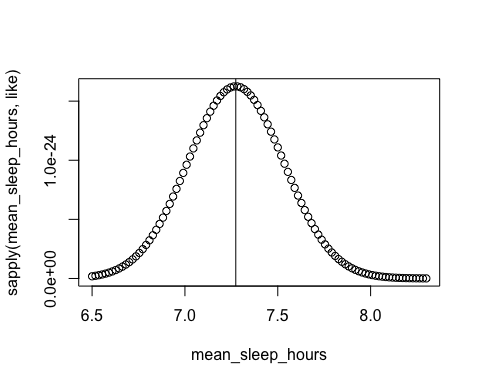 sapply(mean_sleep_hours, like)
1.0e-24
0.0e+00
6.5 7.0 7.5 8.0
mean_sleep_hours